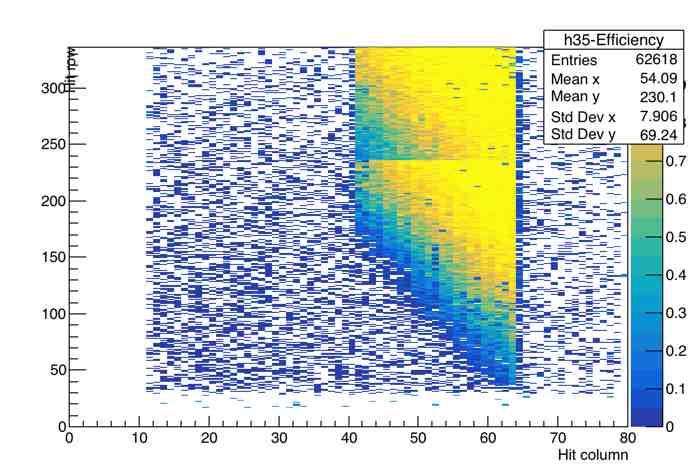 h35-Efficiency
Entries 62618
Mean x 54.09
Mean y 230.1
Std Dev x 7.906
Std Dev y 69.24
300
250
200
150
100
50
0
0 10 20 30 40 50 60 70 80
Hit column
0.7
0.6
0.5
0.4
0.3
0.2
0.1
0